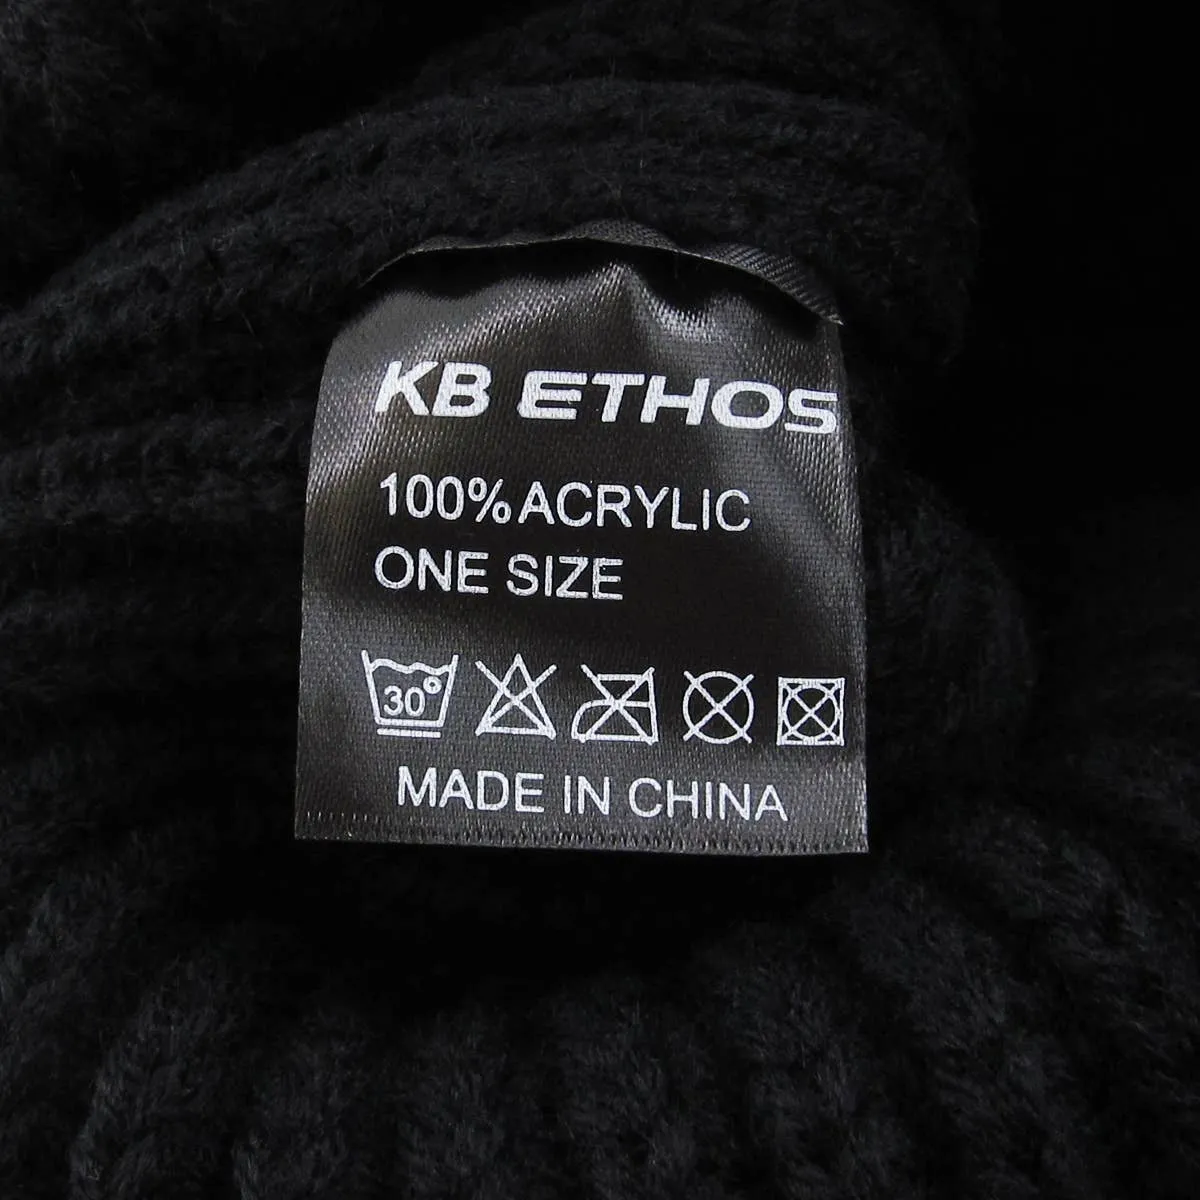 KB ETHOS
100% ACRYLIC
ONE SIZE
30°
MADE IN CHINA